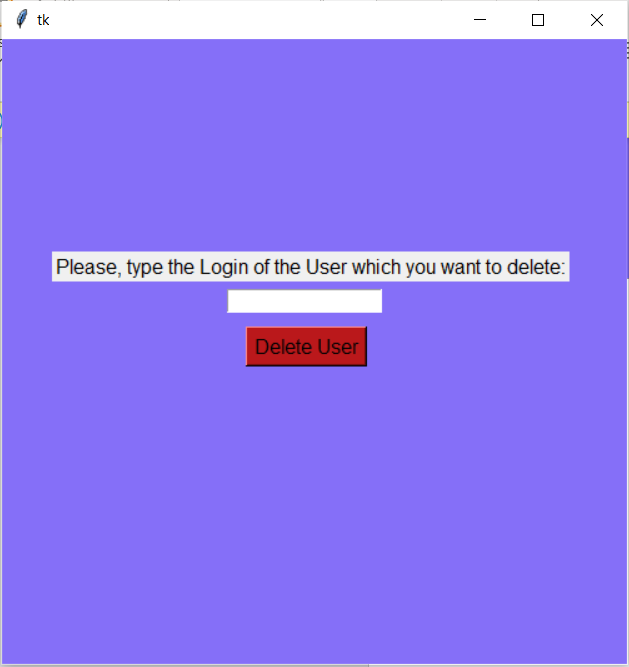 tk
Please, type the Login of the User which you want to delete:
Delete User